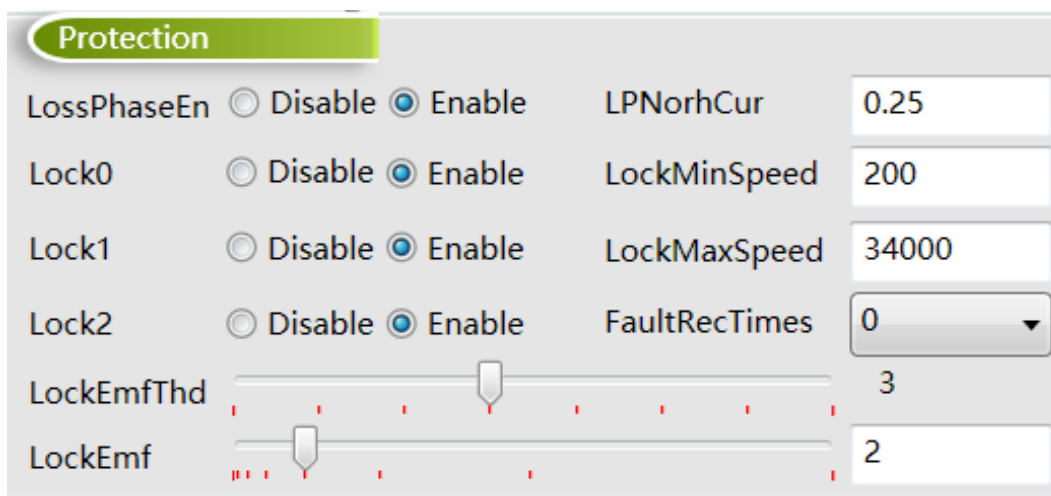 Protection
LossPhaseEn Disable Enable LPNorhCur 0.25
Lock0 Disable Enable LockMinSpeed 200
Lock1 Disable Enable LockMaxSpeed 34000
Lock2 Disable Enable FaultRecTimes 0
LockEmfThd 3
LockEmf 2